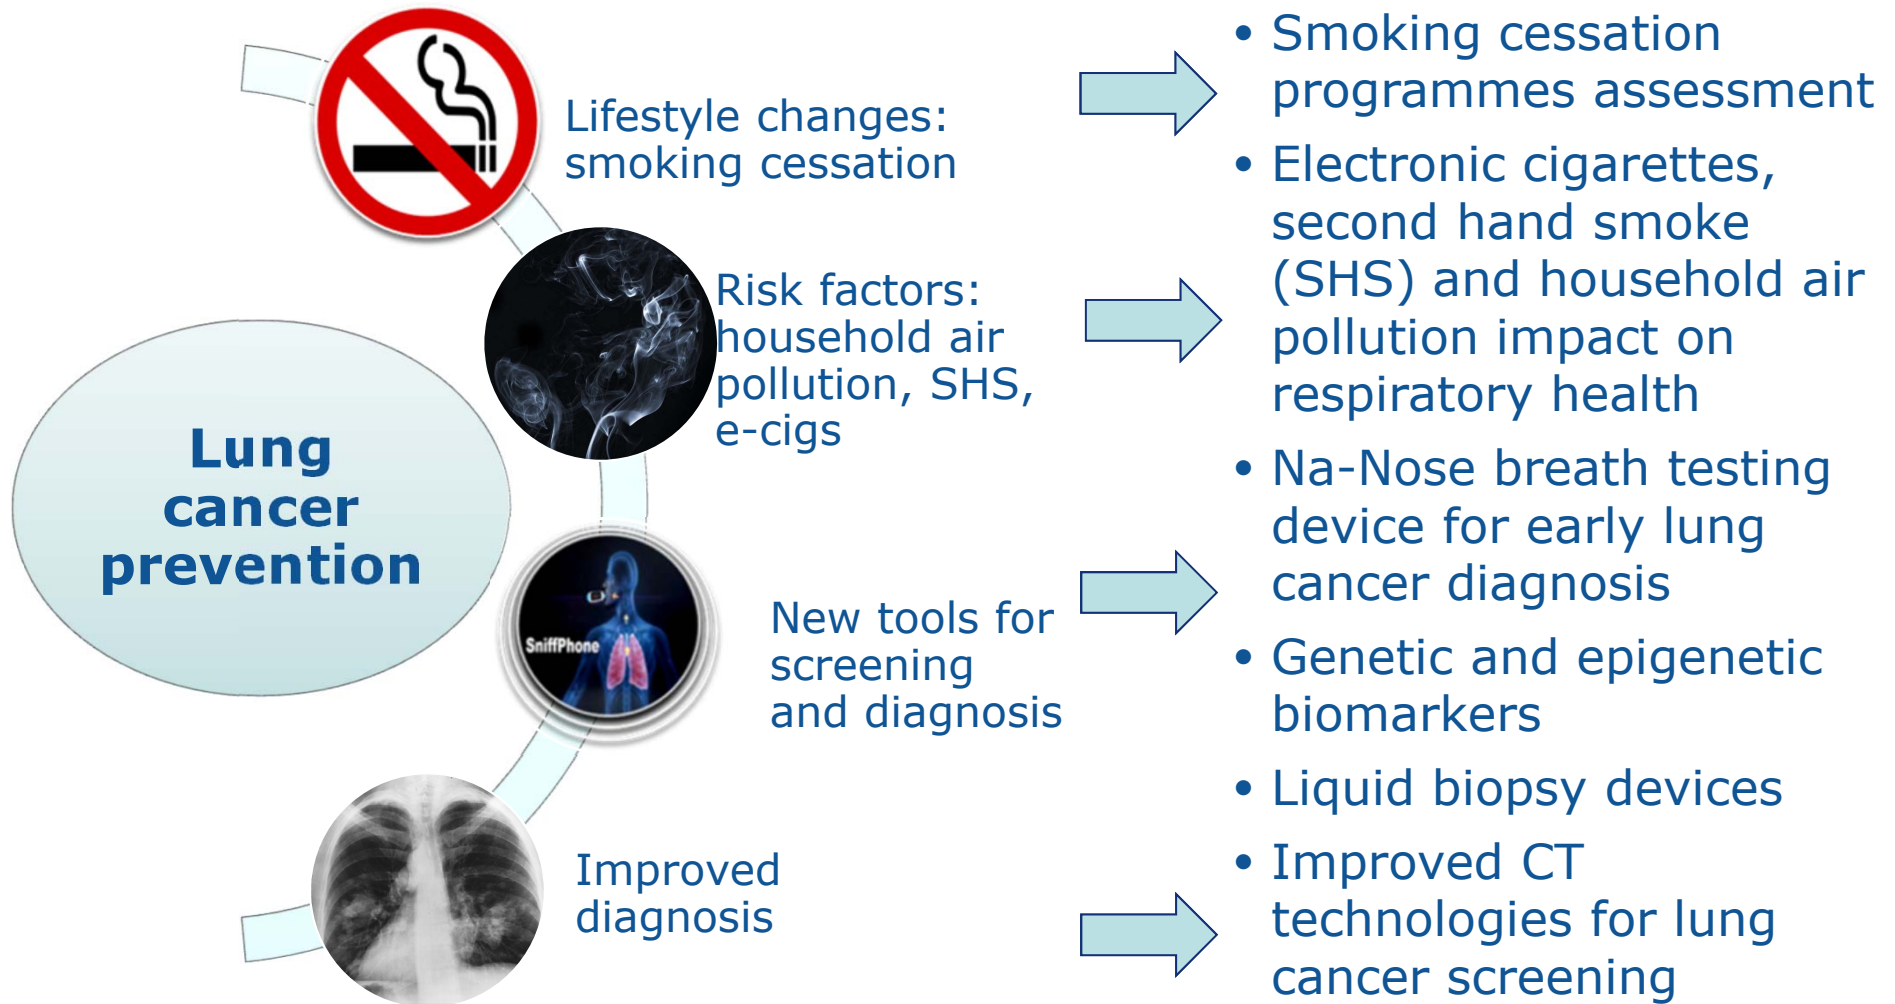 Lung
cancer
prevention
Lifestyle changes:
smoking cessation
Risk factors:
household air
pollution, SHS,
e-cigs
SniffPhone
New tools for
screening
and diagnosis
Improved
diagnosis
• Smoking cessation
programmes assessment
• Electronic cigarettes,
second hand smoke
(SHS) and household air
pollution impact on
respiratory health
• Na-Nose breath testing
device for early lung
cancer diagnosis
• Genetic and epigenetic
biomarkers
• Liquid biopsy devices
• Improved CT
technologies for lung
cancer screening